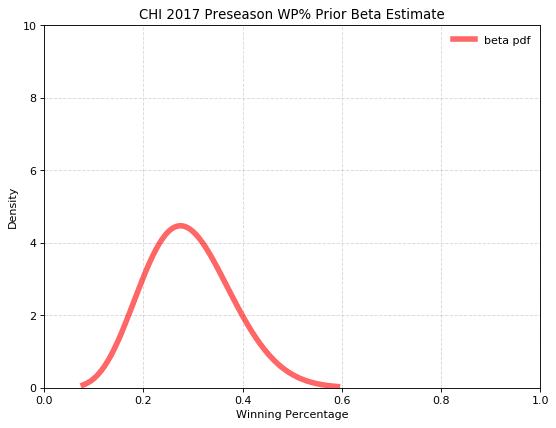 CHI 2017 Preseason WP% Prior Beta Estimate
beta pdf
10
8
6
4
2
0
Density
0.0 0.2 0.4 0.6 0.8 1.0
Winning Percentage